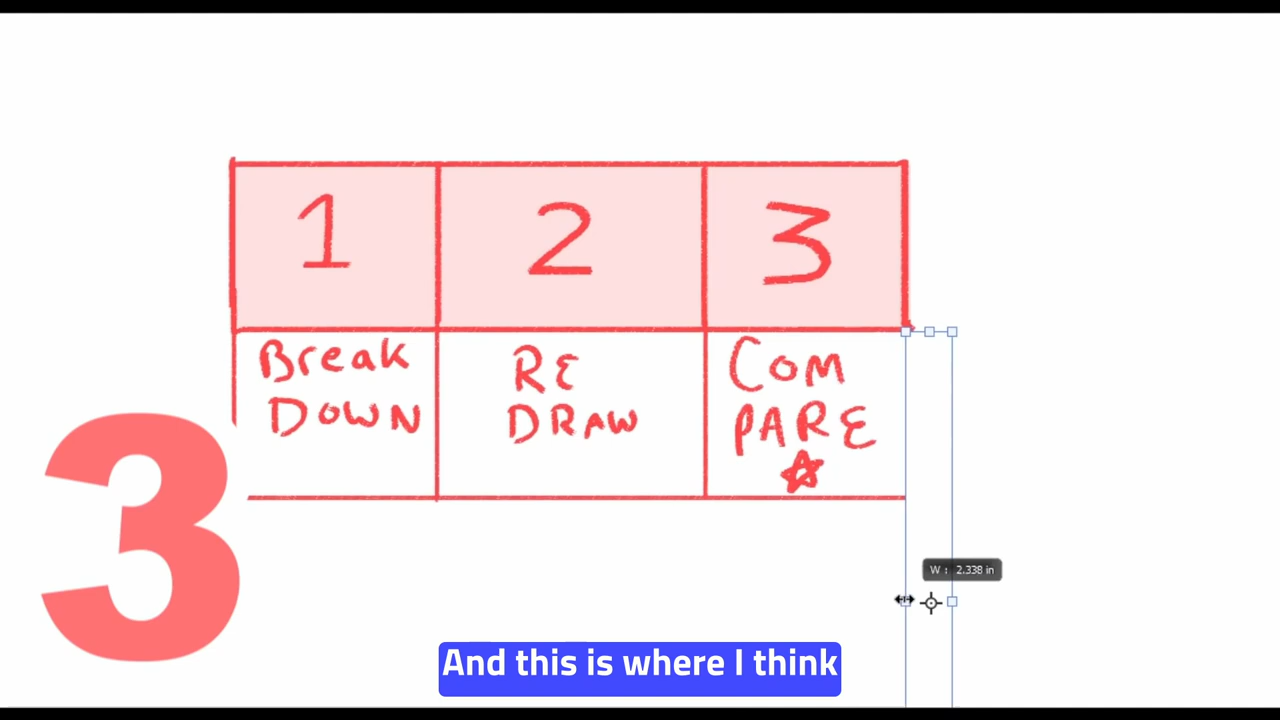 1 2 3
Break
DOWN
RE
DRAW
COM
PARE
3
W : 2.338 in
And this is where I think